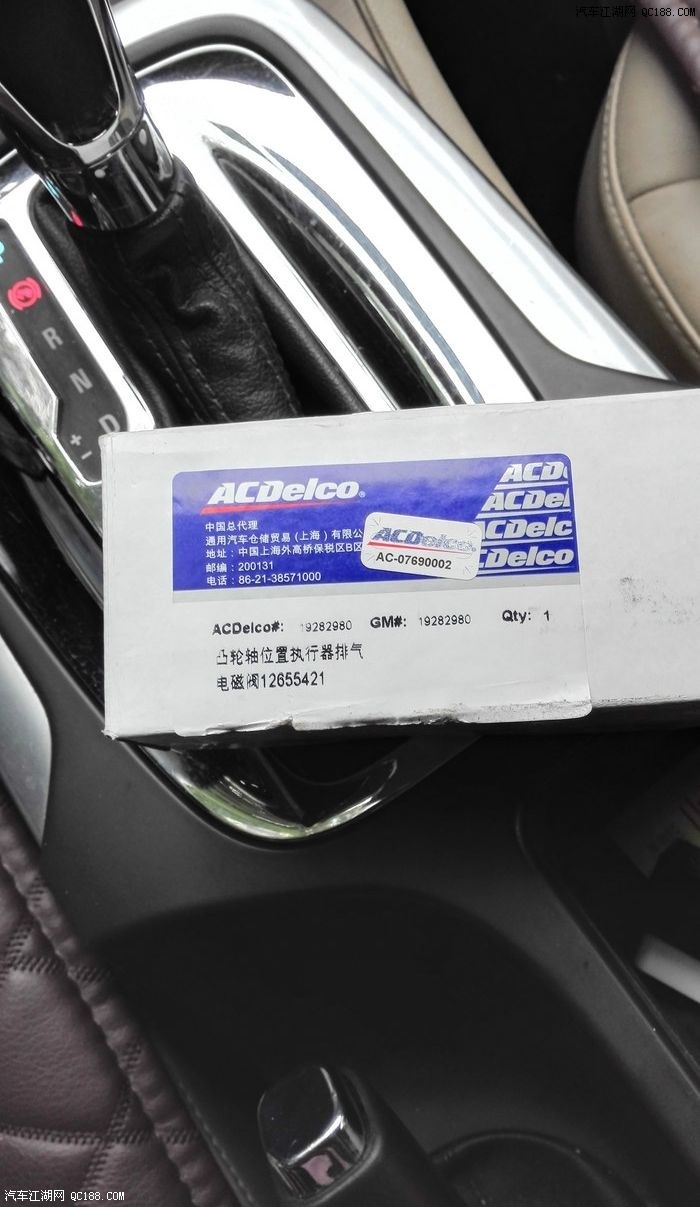 汽车江湖网 QC188.COM
P
R
N
D
+
−
ACDelco®
中国总代理
通用汽车仓储贸易(上海)有限公
地址:中国上海外高桥保税区B区
邮编:200131
电话:86-21-38571000
ACDelco.
AC-07690002
ACD
ACDel
CDelc
CDelco
ACDelco#: 19282980 GM#: 19282980 Qty: 1
凸轮轴位置执行器排气
电磁阀12655421
汽车江湖网 QC188.COM